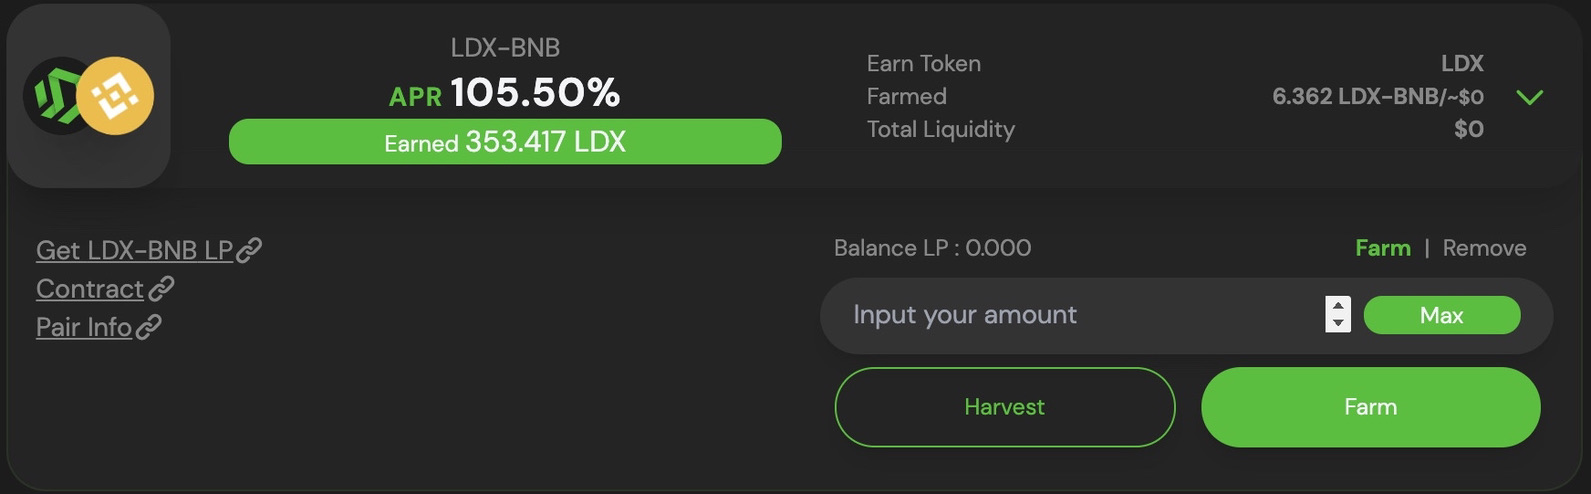 LDX-BNB
APR 105.50%
Earned 353.417 LDX
Earn Token LDX
Farmed 6.362 LDX-BNB/~$0
Total Liquidity $0
Get LDX-BNB LP
Contract
Pair Info
Balance LP : 0.000 Farm | Remove
Input your amount Max
Harvest Farm